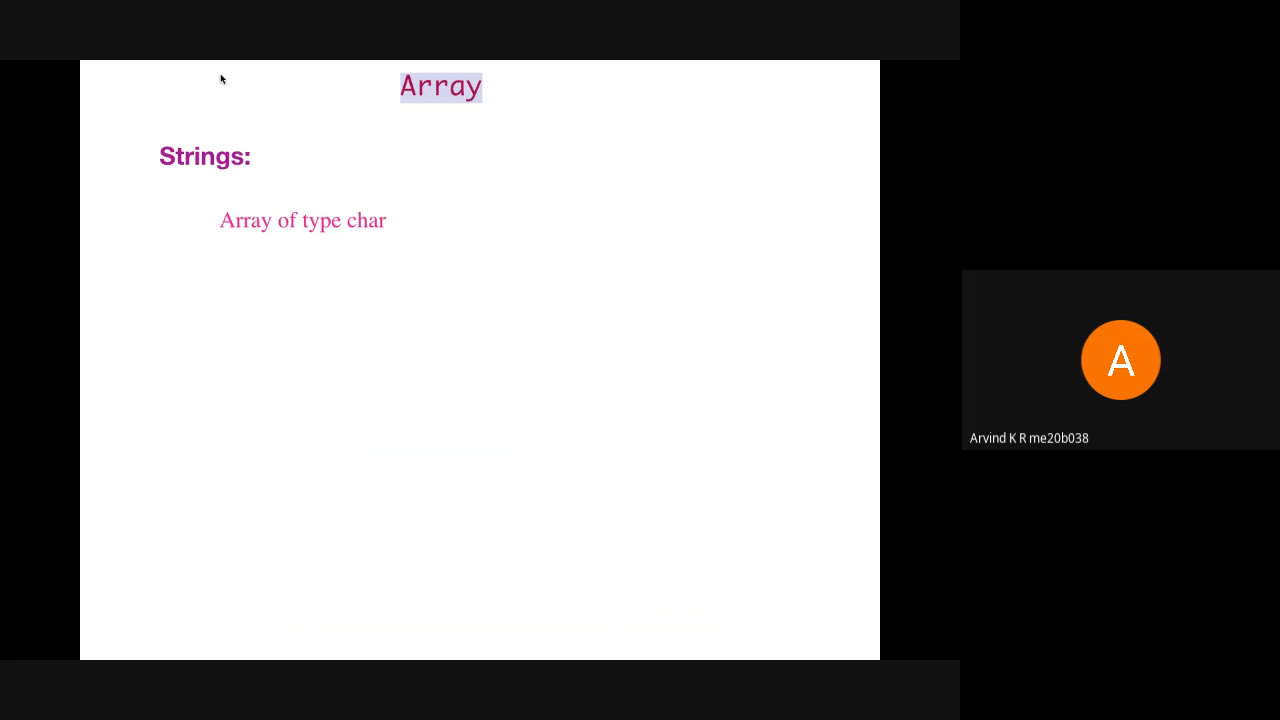 Array
Strings:
Array of type char
A
Arvind K R me20b038